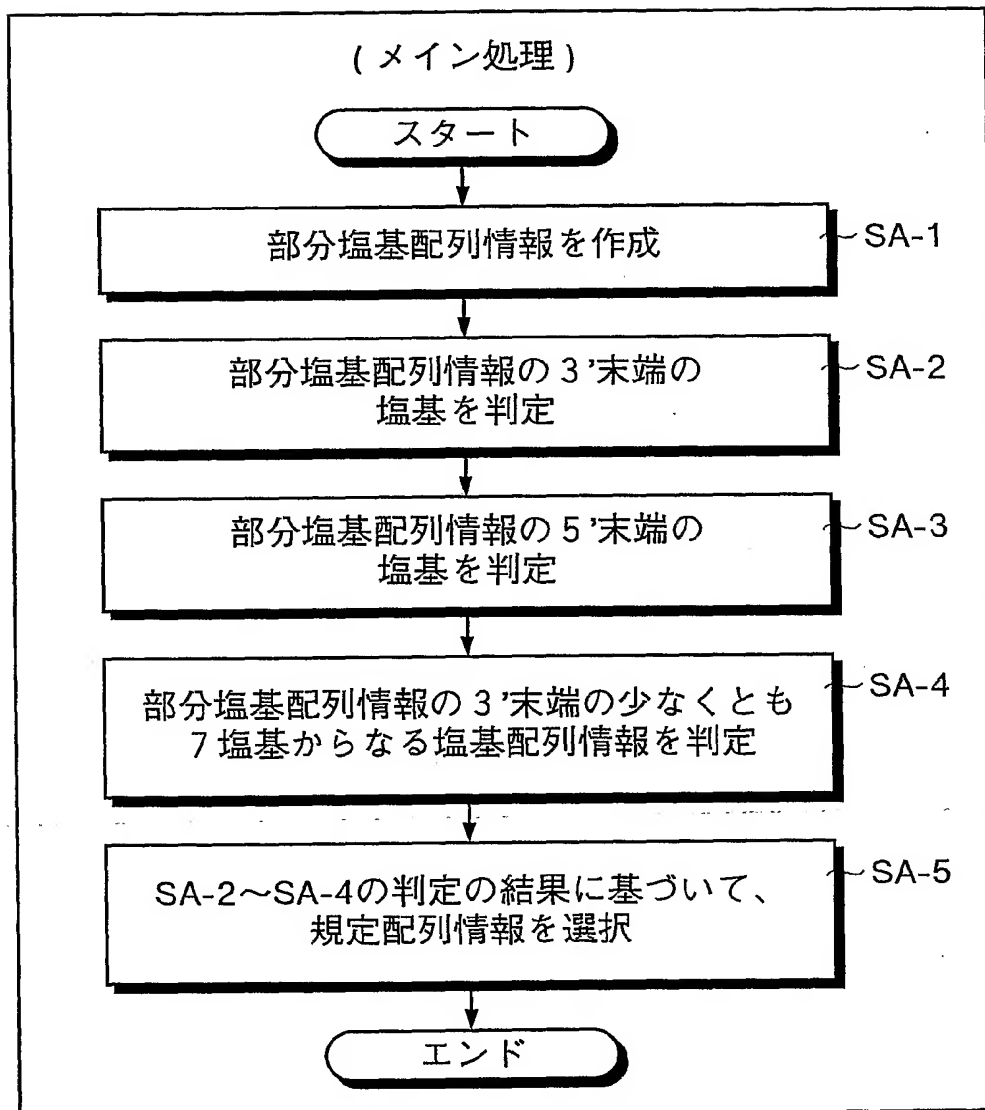 (メイン処理)
スタート
部分塩基配列情報を作成
SA-1
部分塩基配列情報の3'末端の
塩基を判定
SA-2
部分塩基配列情報の5'末端の
塩基を判定
SA-3
部分塩基配列情報の3'末端の少なくとも
7塩基からなる塩基配列情報を判定
SA-4
SA-2~SA-4の判定の結果に基づいて、
規定配列情報を選択
SA-5
エンド